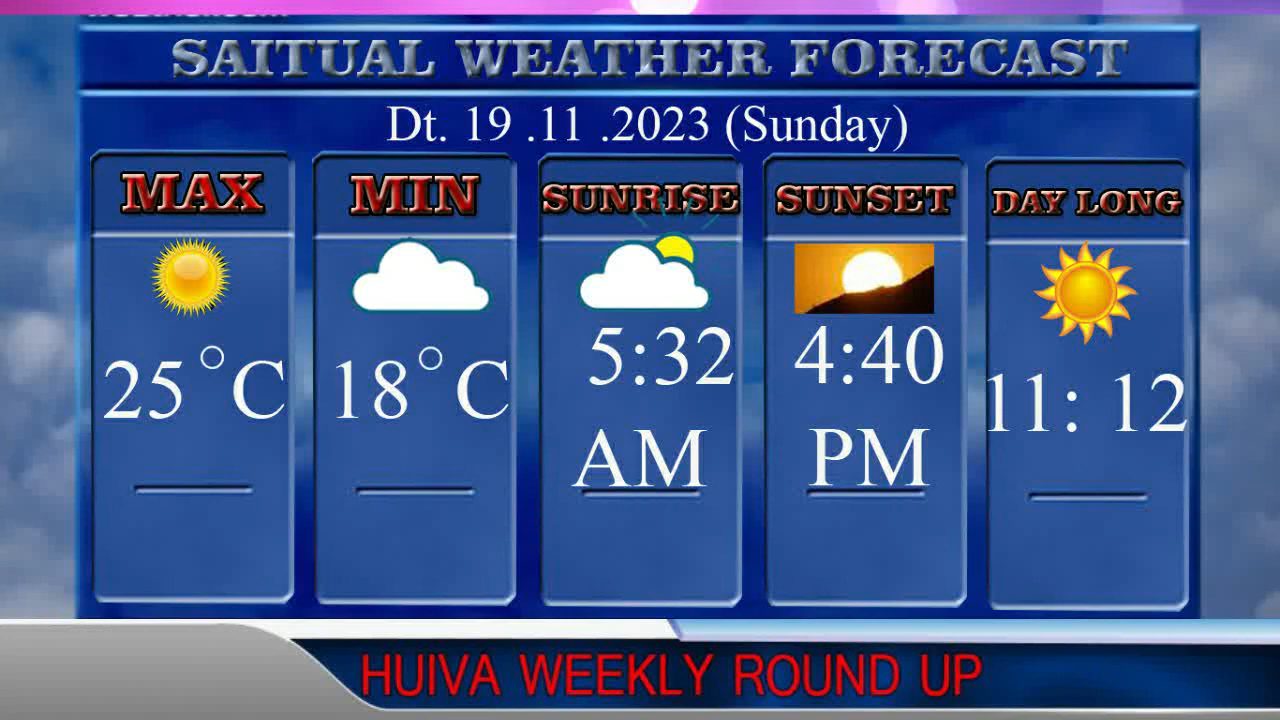 SAITUAL WEATHER FORECAST
Dt. 19 .11 .2023 (Sunday)
MAX
25°C
MIN
18°C
SUNRISE
5:32
AM
SUNSET
4:40
PM
DAY LONG
11: 12
HUIVA WEEKLY ROUND UP